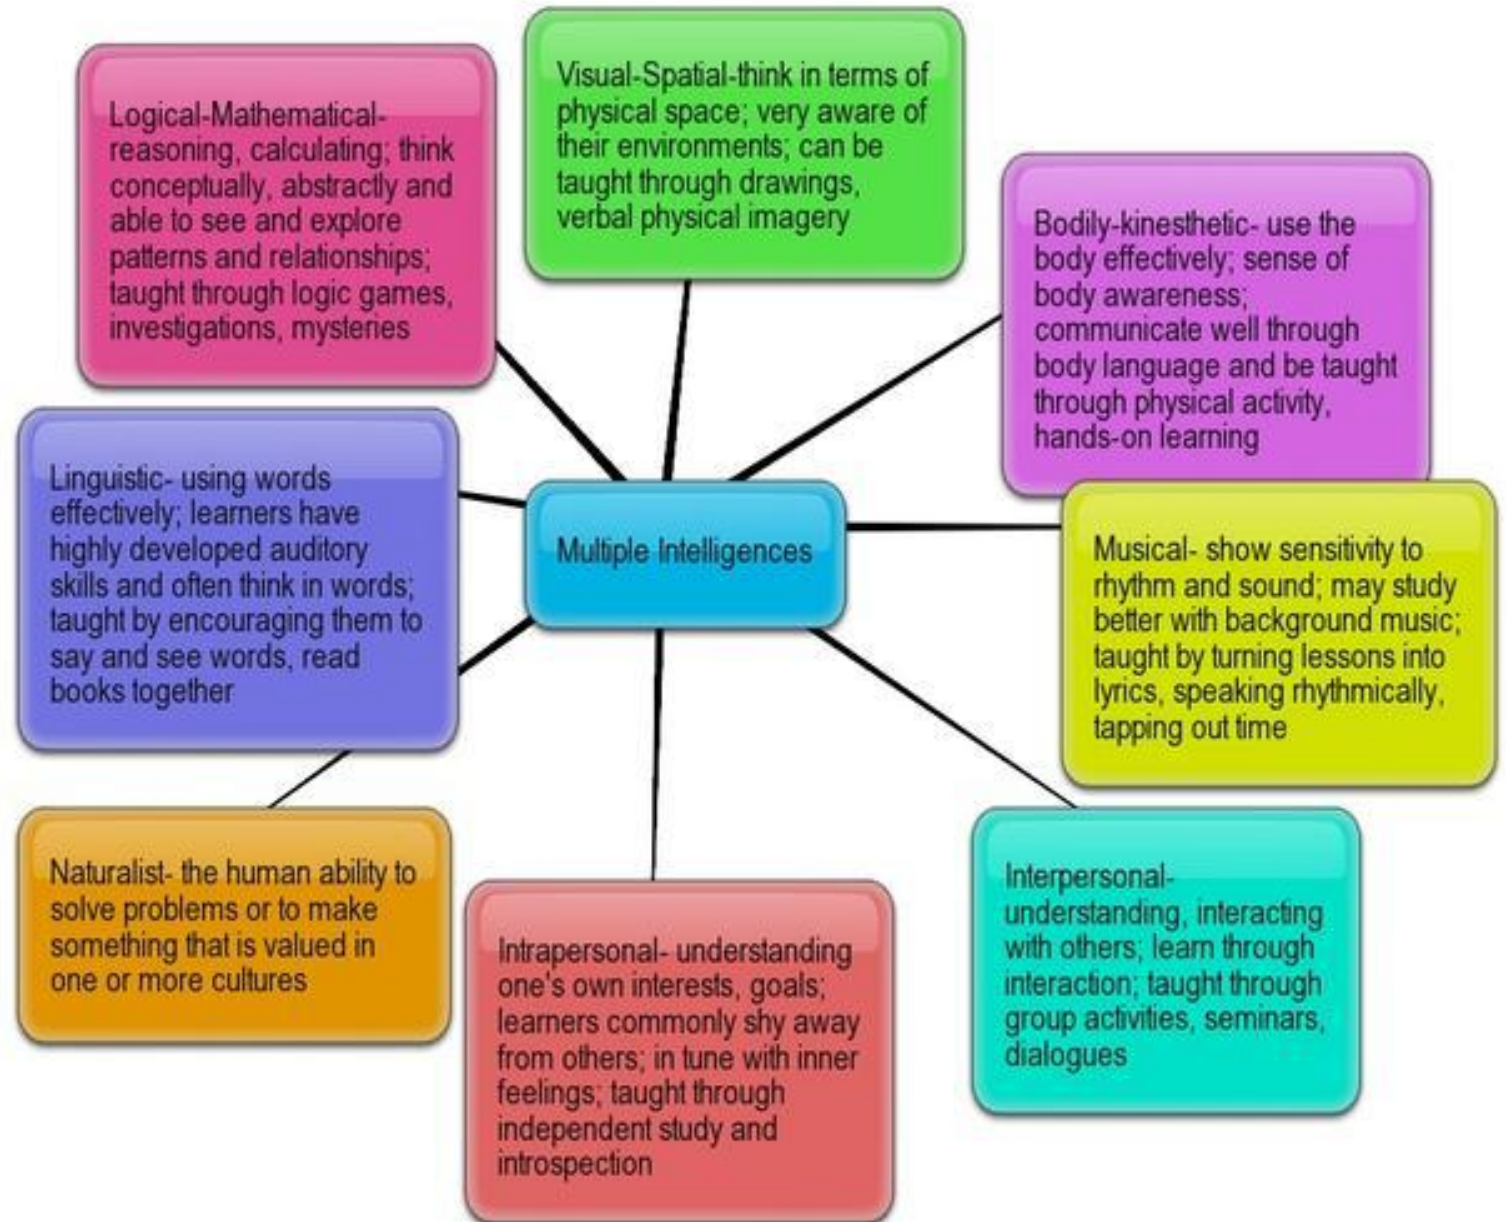 Logical-Mathematical-
reasoning, calculating; think
conceptually, abstractly and
able to see and explore
patterns and relationships;
taught through logic games,
investigations, mysteries
Visual-Spatial-think in terms of
physical space; very aware of
their environments; can be
taught through drawings,
verbal physical imagery
Bodily-kinesthetic- use the
body effectively; sense of
body awareness;
communicate well through
body language and be taught
through physical activity,
hands-on learning
Linguistic- using words
effectively; learners have
highly developed auditory
skills and often think in words;
taught by encouraging them to
say and see words, read
books together
Multiple Intelligences
Musical- show sensitivity to
rhythm and sound; may study
better with background music;
taught by turning lessons into
lyrics, speaking rhythmically,
tapping out time
Naturalist- the human ability to
solve problems or to make
something that is valued in
one or more cultures
Intrapersonal- understanding
one's own interests, goals;
learners commonly shy away
from others; in tune with inner
feelings; taught through
independent study and
introspection
Interpersonal-
understanding, interacting
with others; learn through
interaction; taught through
group activities, seminars,
dialogues